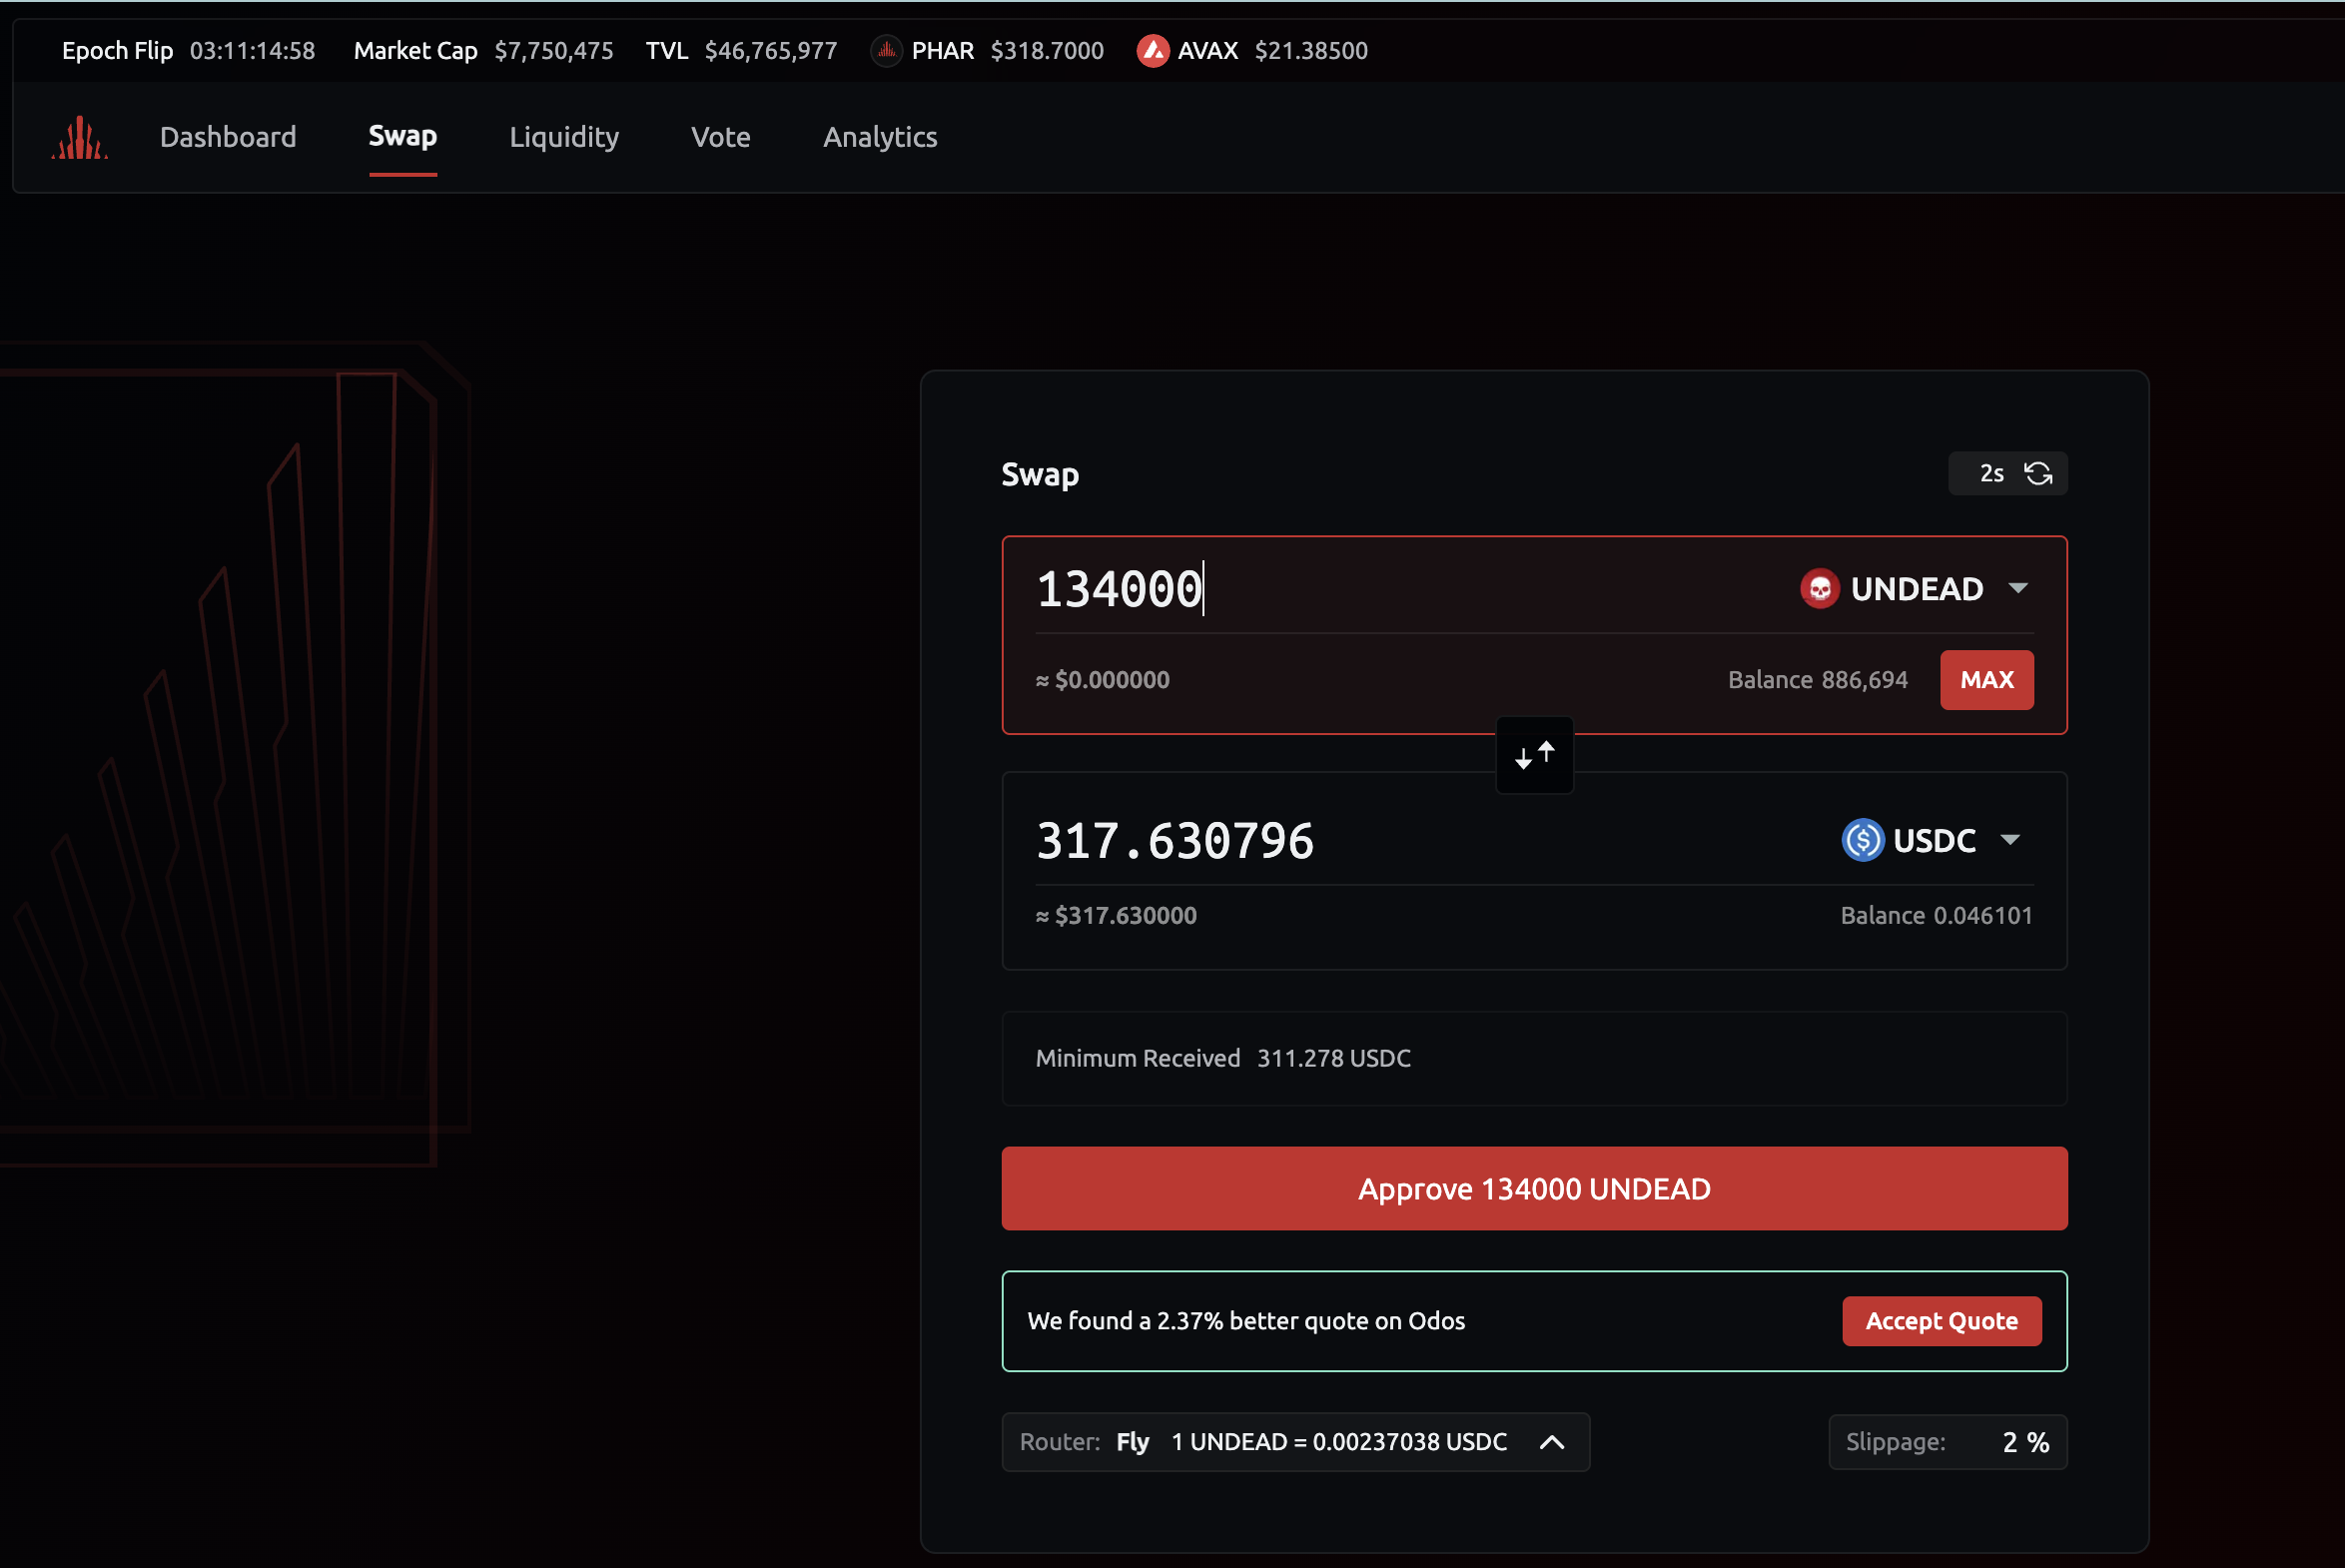 Epoch Flip 03:11:14:58 Market Cap $7,750,475 TVL $46,765,977 PHAR $318.7000 AVAX $21.38500
Dashboard Swap Liquidity Vote Analytics
Swap 2s
134000 UNDEAD
≈ $0.000000 Balance 886,694 MAX
317.630796 USDC
≈ $317.630000 Balance 0.046101
Minimum Received 311.278 USDC
Approve 134000 UNDEAD
We found a 2.37% better quote on Odos Accept Quote
Router: Fly 1 UNDEAD = 0.00237038 USDC Slippage: 2 %